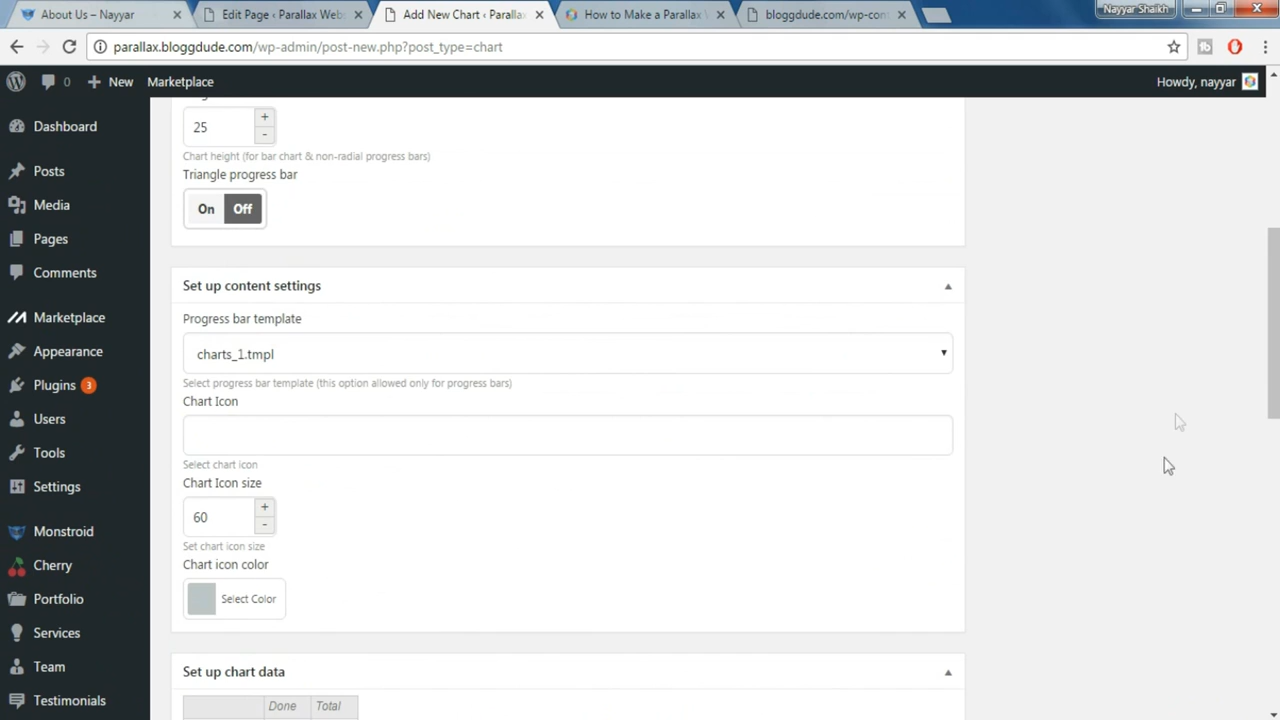 About Us – Nayyar
Edit Page ‹ Parallax Webs
Add New Chart ‹ Paralla
How to Make a Parallax W
bloggdude.com/wp-con
Nayyar Shaikh
parallax.bloggdude.com/wp-admin/post-new.php?post_type=chart
0
New
Marketplace
Howdy, nayyar
Dashboard
Posts
Media
Pages
Comments
Marketplace
Appearance
Plugins 3
Users
Tools
Settings
Monstroid
Cherry
Portfolio
Services
Team
Testimonials
25
+
-
Chart height (for bar chart & non-radial progress bars)
Triangle progress bar
On Off
Set up content settings
Progress bar template
charts_1.tmpl
Select progress bar template (this option allowed only for progress bars)
Chart Icon
Select chart icon
Chart Icon size
60
+
-
Set chart icon size
Chart icon color
Select Color
Set up chart data
Done Total